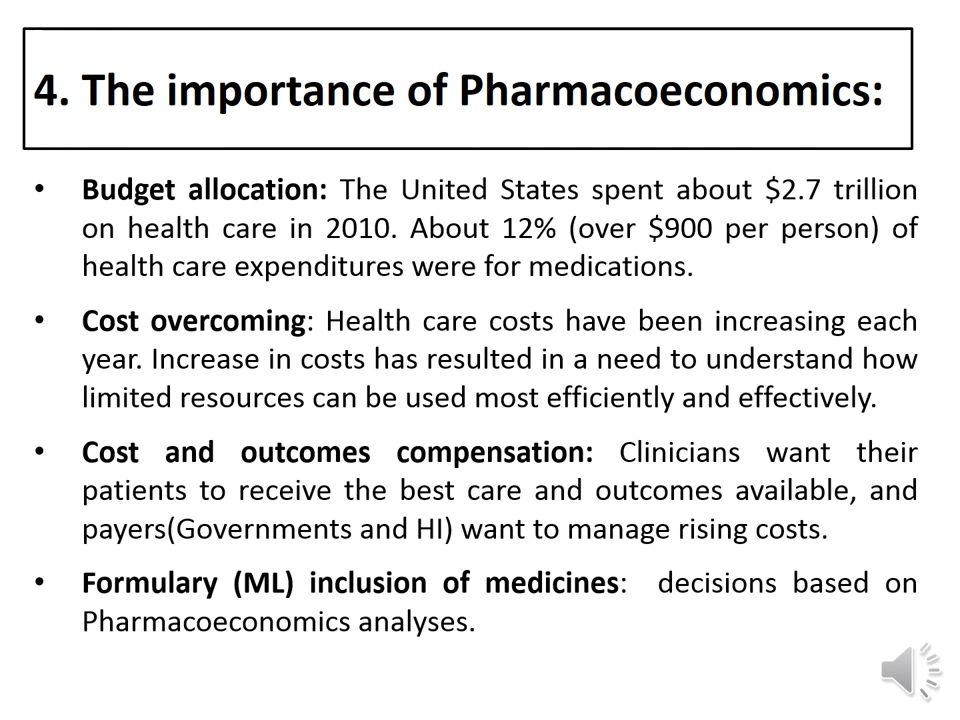 4. The importance of Pharmacoeconomics:
• Budget allocation: The United States spent about $2.7 trillion
on health care in 2010. About 12% (over $900 per person) of
health care expenditures were for medications.
• Cost overcoming: Health care costs have been increasing each
year. Increase in costs has resulted in a need to understand how
limited resources can be used most efficiently and effectively.
• Cost and outcomes compensation: Clinicians want their
patients to receive the best care and outcomes available, and
payers(Governments and HI) want to manage rising costs.
• Formulary (ML) inclusion of medicines: decisions based on
Pharmacoeconomics analyses.